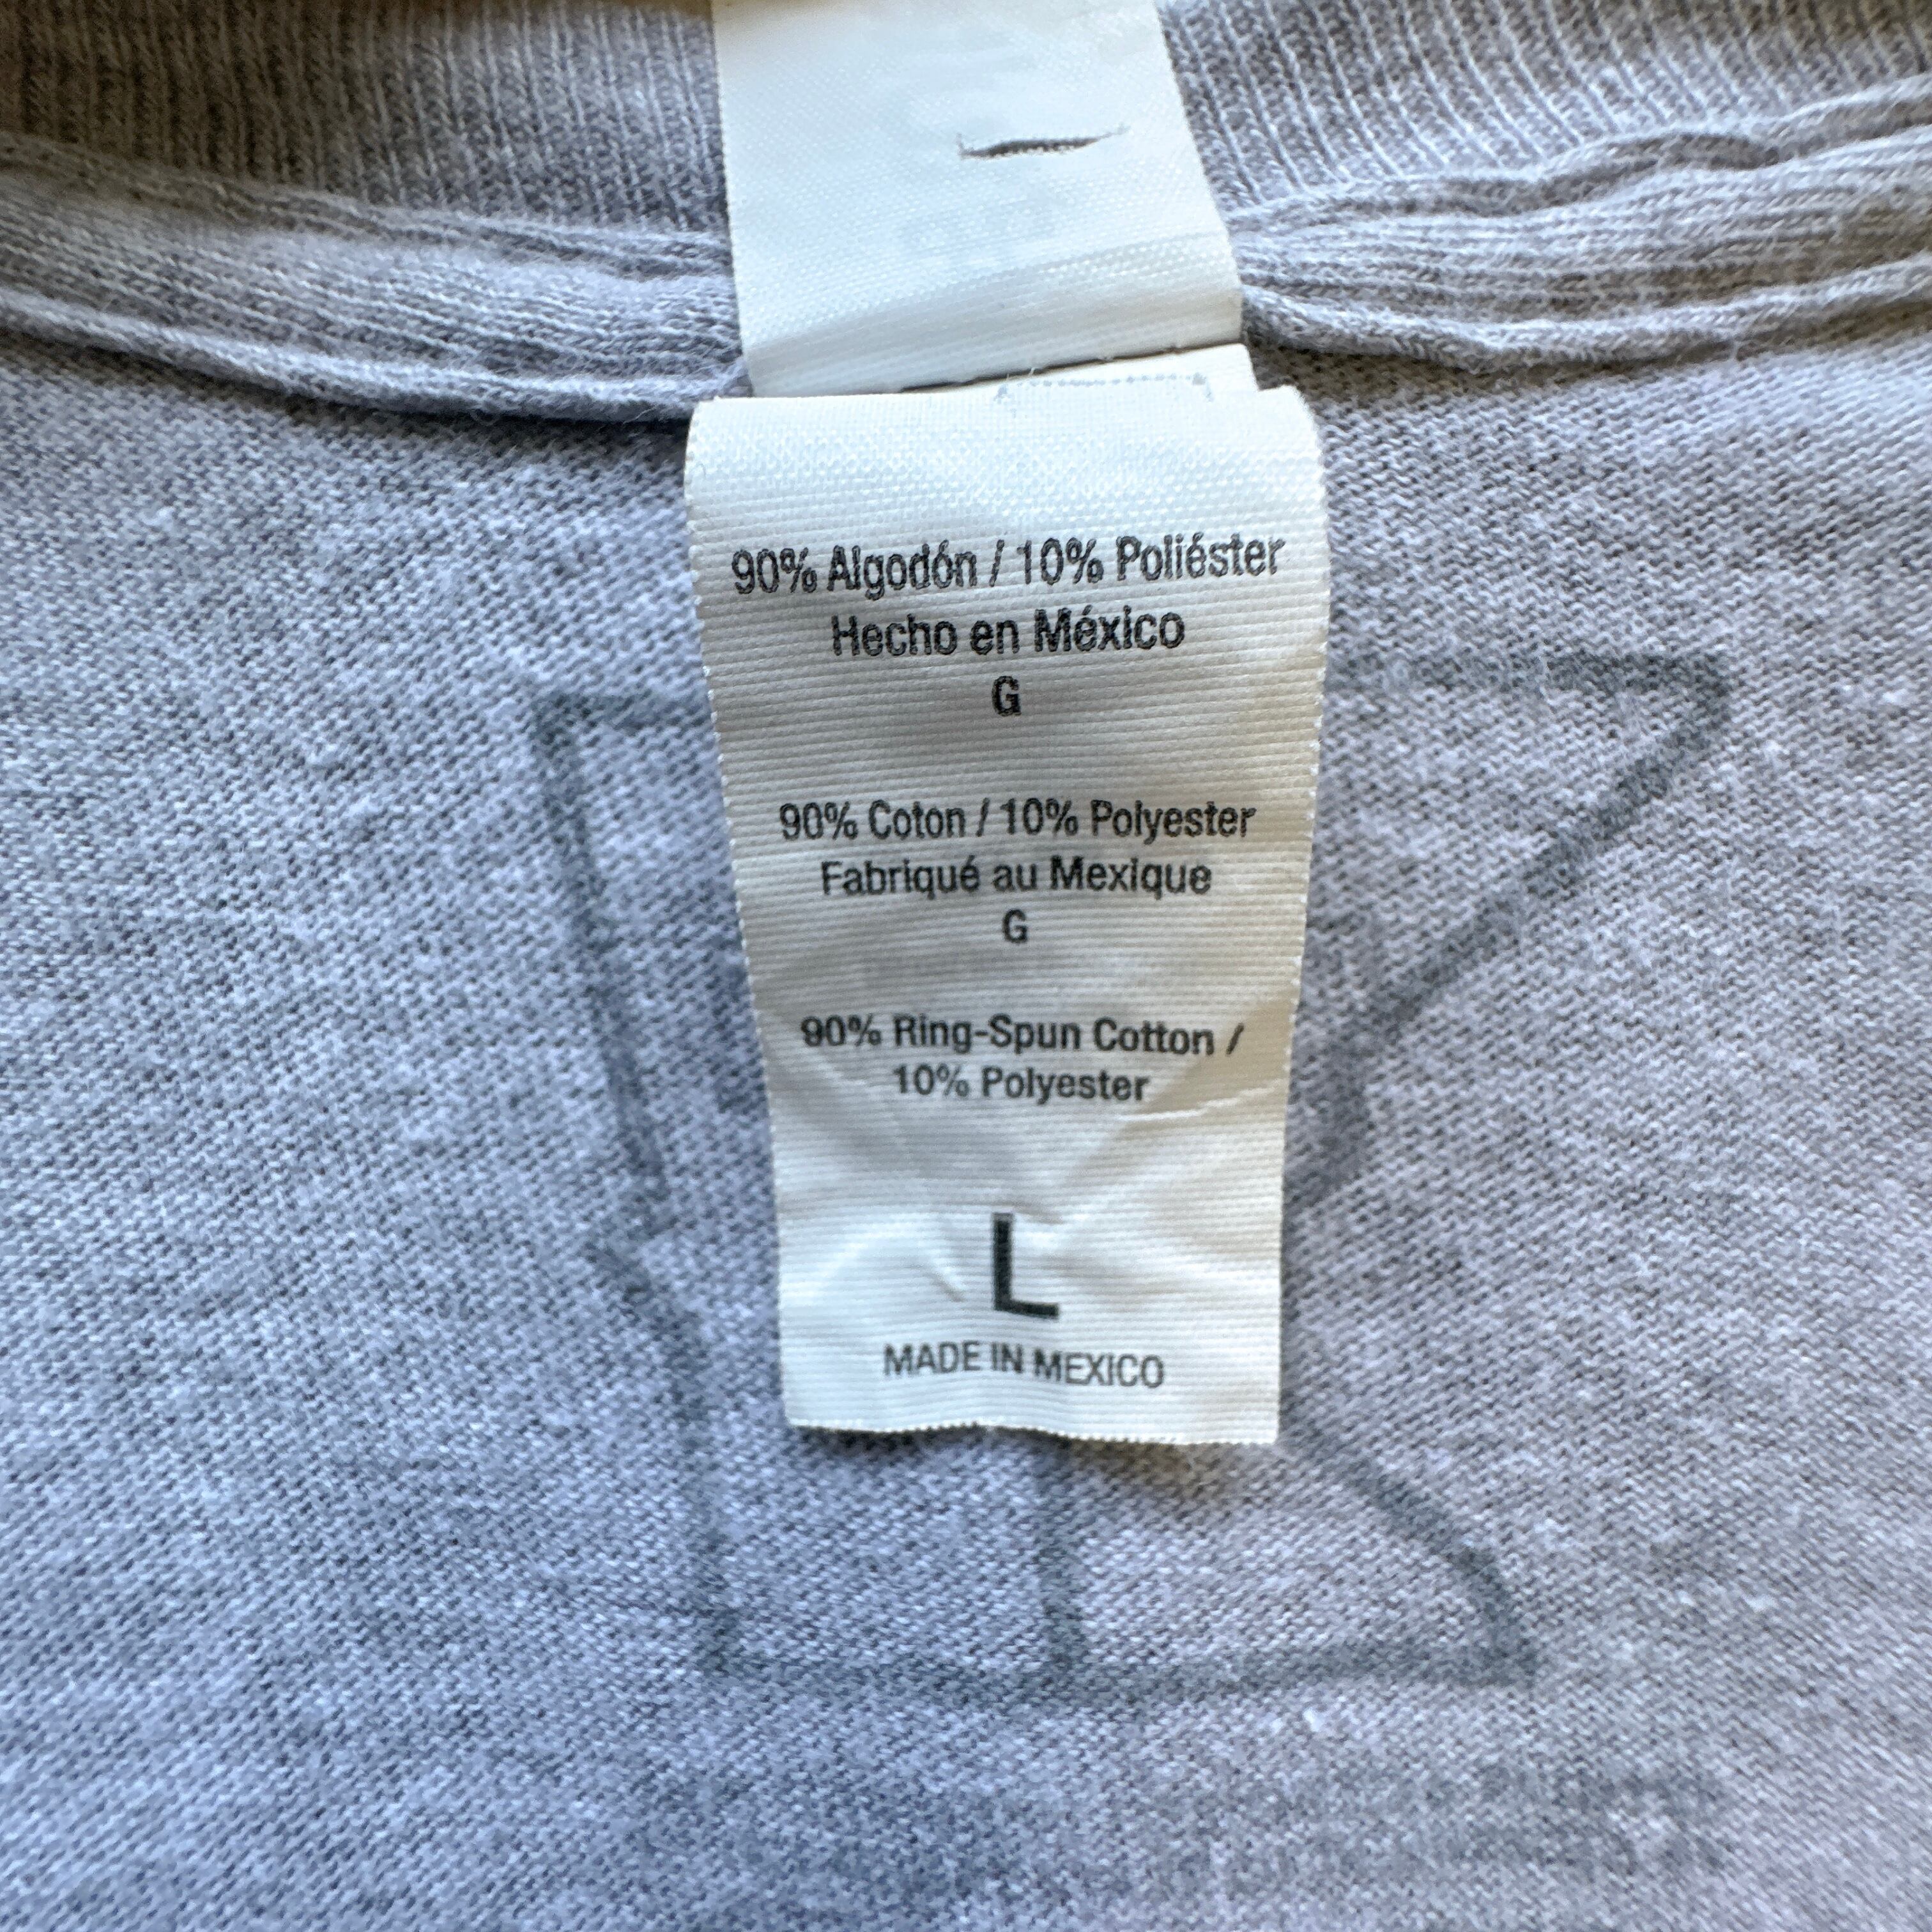 90% Algodón / 10% Poliéster
Hecho en México
G
90% Coton / 10% Polyester
Fabriqué au Mexique
G
90% Ring-Spun Cotton /
10% Polyester
L
MADE IN MEXICO